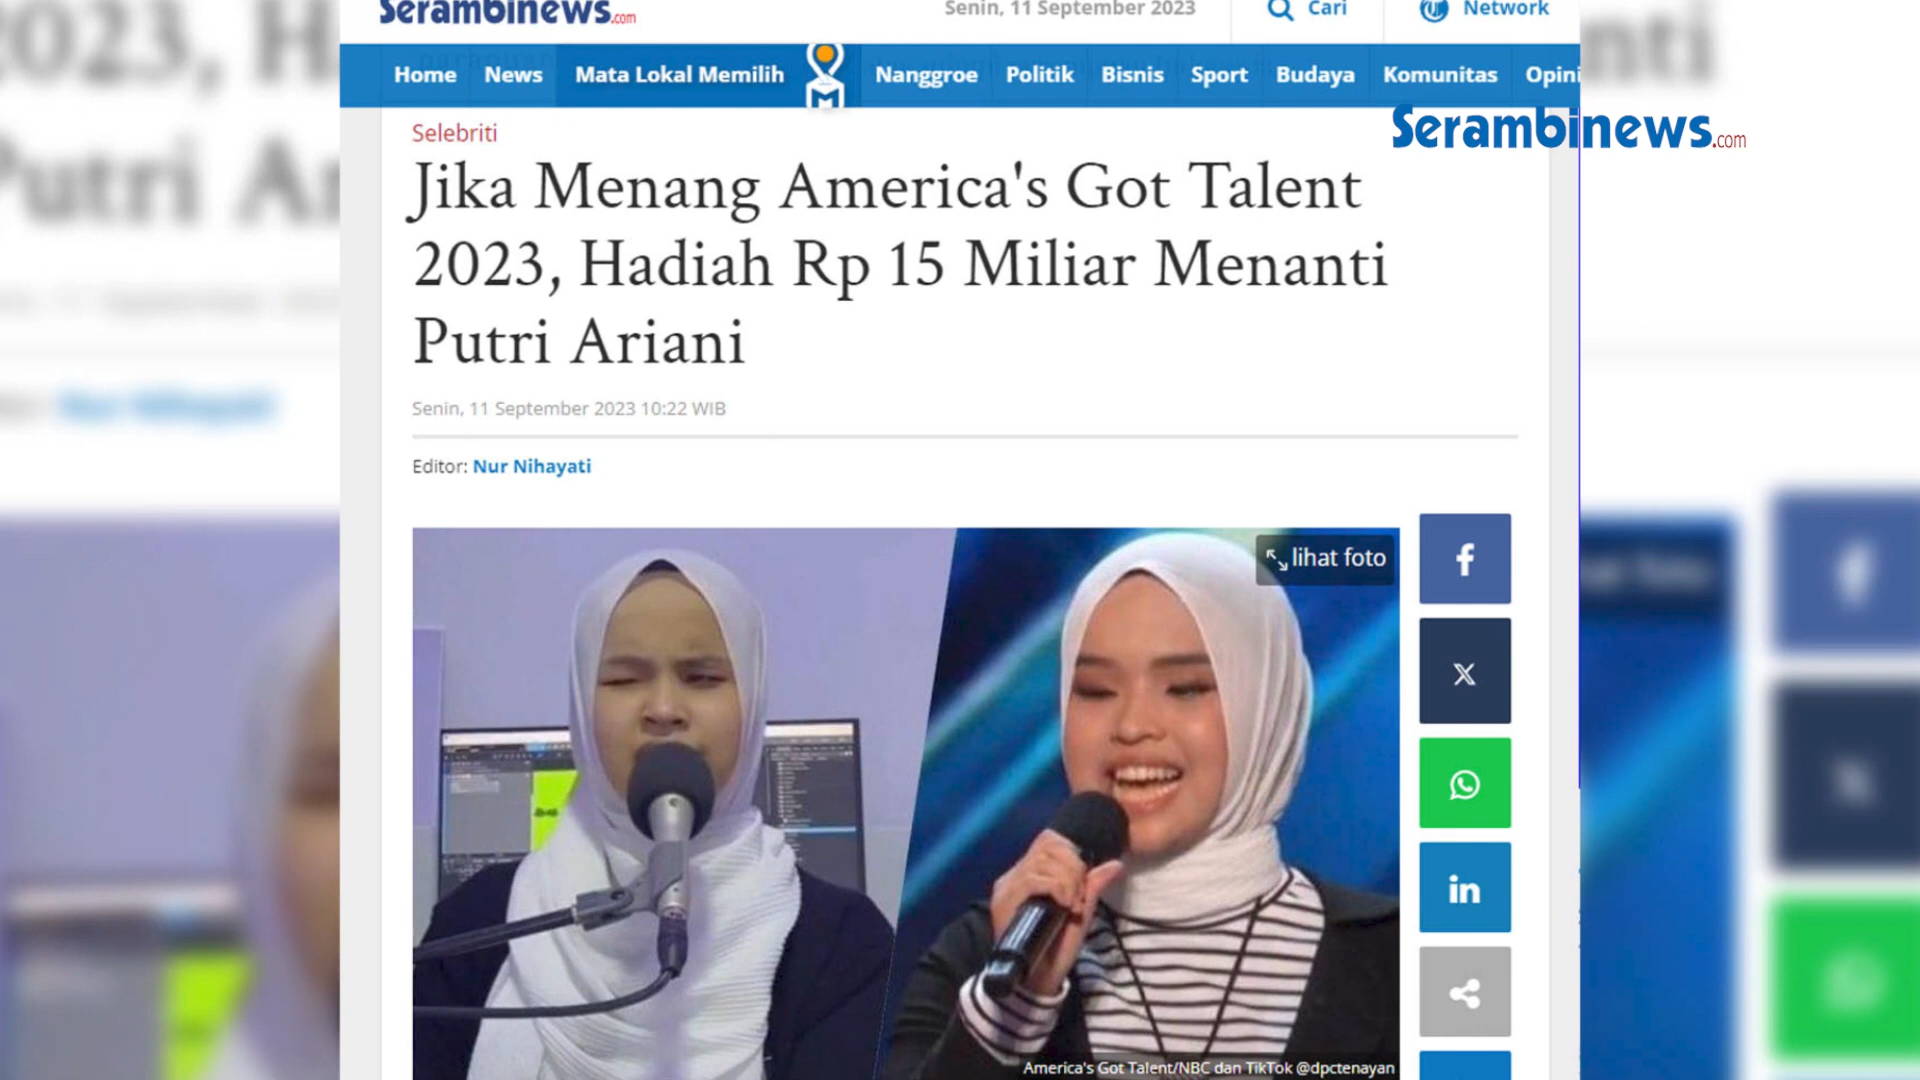 Serambinews.com
Senin, 11 September 2023
Cari
Network
Home
News
Mata Lokal Memilih
Nanggroe
Politik
Bisnis
Sport
Budaya
Komunitas
Opini
Serambinews.com
Selebriti
Jika Menang America's Got Talent
2023, Hadiah Rp 15 Miliar Menanti
Putri Ariani
Senin, 11 September 2023 10:22 WIB
Editor: Nur Nihayati
lihat foto
America's Got Talent/NBC dan TikTok @dpctenayan